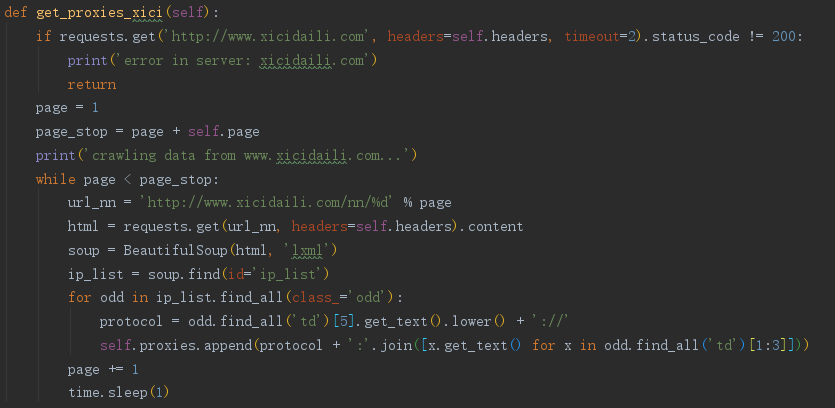 def get_proxies_xici(self):
    if requests.get('http://www.xicidaili.com', headers=self.headers, timeout=2).status_code != 200:
        print('error in server: xicidaili.com')
        return
    page = 1
    page_stop = page + self.page
    print('crawling data from www.xicidaili.com...')
    while page < page_stop:
        url_nn = 'http://www.xicidaili.com/nn/%d' % page
        html = requests.get(url_nn, headers=self.headers).content
        soup = BeautifulSoup(html, 'lxml')
        ip_list = soup.find(id='ip_list')
        for odd in ip_list.find_all(class_='odd'):
            protocol = odd.find_all('td')[5].get_text().lower() + '://'
            self.proxies.append(protocol + ':'.join([x.get_text() for x in odd.find_all('td')[1:3]]))
        page += 1
        time.sleep(1)